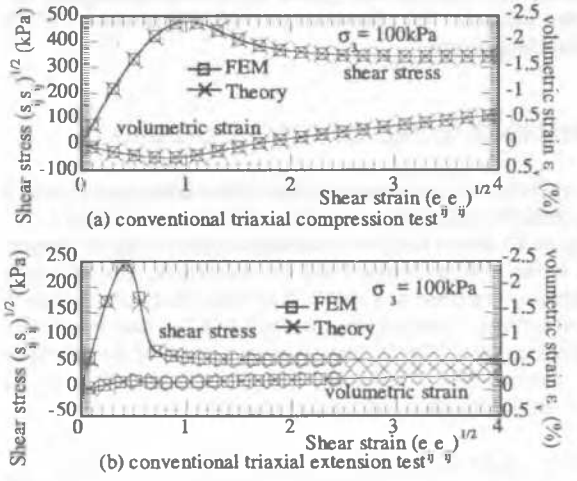 500
400
300
200
100
0
-100
Shear stress (s_ij s_ij)^1/2 (kPa)
σ_3 = 100kPa
shear stress
FEM
Theory
volumetric strain
-2.5
-2
-1.5
-1
-0.5
0
0.5
volumetric strain ε_v (%)
0 1 2 3 4
Shear strain (e_ij e_ij)^1/2
(a) conventional triaxial compression test
250
200
150
100
50
0
-50
Shear stress (s_ij s_ij)^1/2 (kPa)
σ_3 = 100kPa
FEM
Theory
shear stress
volumetric strain
-2.5
-2
1.5
1
0.5
0
0.5
volumetric strain ε_v (%)
0 1 2 3 4
Shear strain (e_ij e_ij)^1/2
(b) conventional triaxial extension test